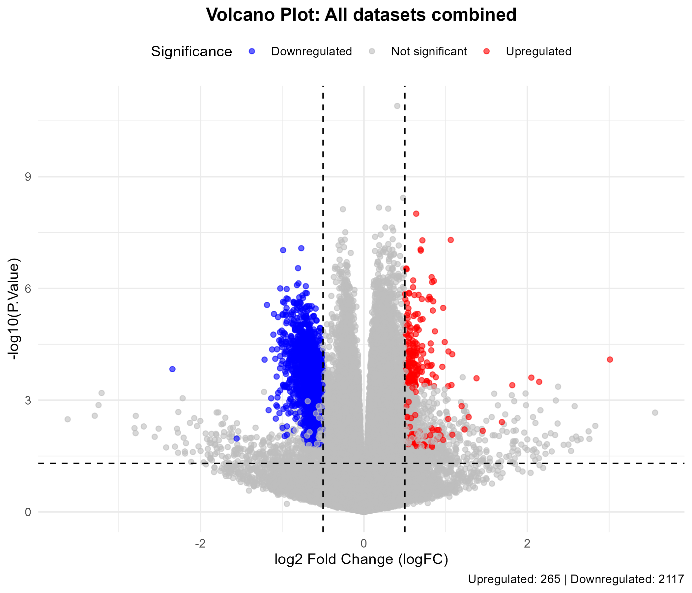 Volcano Plot: All datasets combined
Significance Downregulated Not significant Upregulated
-log10(P.Value)
9
6
3
0
-2 0 2
log2 Fold Change (logFC)
Upregulated: 265 | Downregulated: 2117